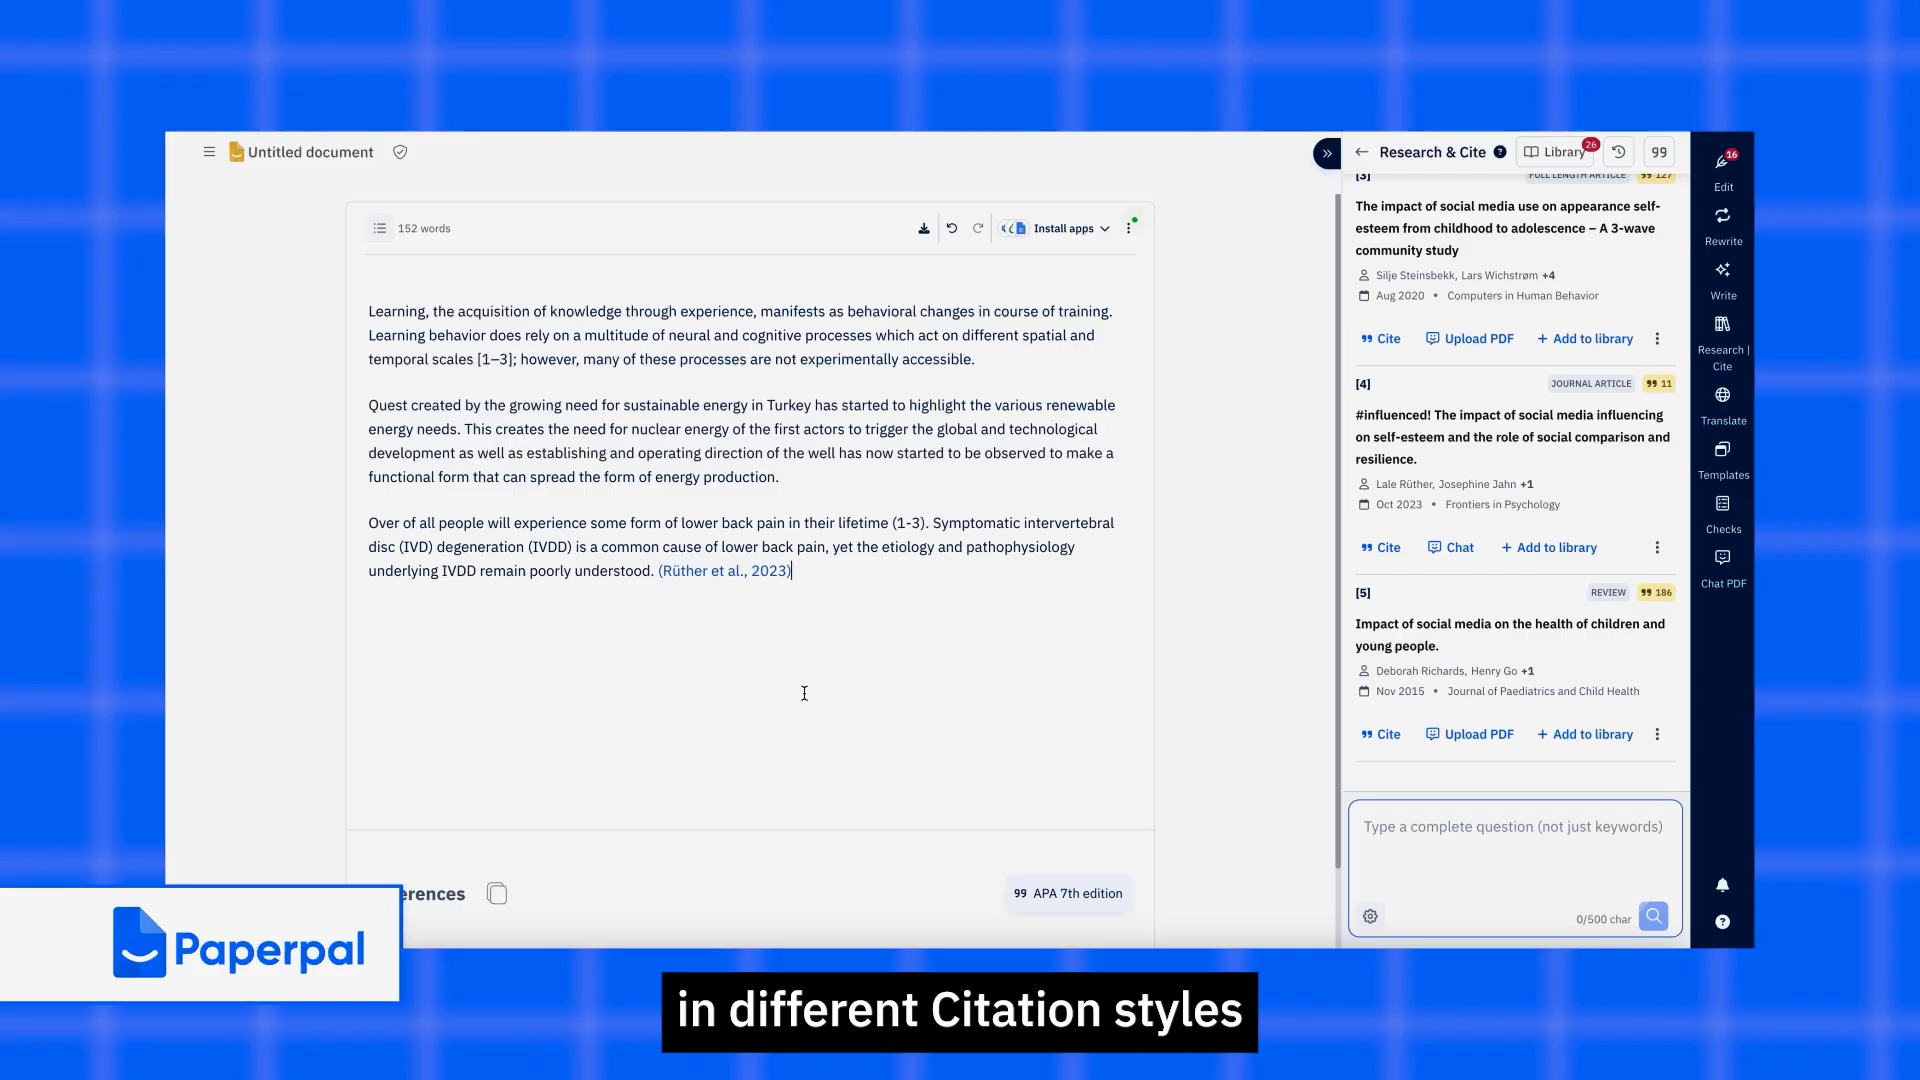 Untitled document
152 words
Install apps
Learning, the acquisition of knowledge through experience, manifests as behavioral changes in course of training.
Learning behavior does rely on a multitude of neural and cognitive processes which act on different spatial and
temporal scales [1–3]; however, many of these processes are not experimentally accessible.
Quest created by the growing need for sustainable energy in Turkey has started to highlight the various renewable
energy needs. This creates the need for nuclear energy of the first actors to trigger the global and technological
development as well as establishing and operating direction of the well has now started to be observed to make a
functional form that can spread the form of energy production.
Over of all people will experience some form of lower back pain in their lifetime (1-3). Symptomatic intervertebral
disc (IVD) degeneration (IVDD) is a common cause of lower back pain, yet the etiology and pathophysiology
underlying IVDD remain poorly understood. (Rüther et al., 2023)
erences
99 APA 7th edition
Research & Cite ?
Library 26
99
[3] FULL LENGTH ARTICLE 99 127
The impact of social media use on appearance self-
esteem from childhood to adolescence – A 3-wave
community study
Silje Steinsbekk, Lars Wichstrøm +4
Aug 2020 • Computers in Human Behavior
Cite Upload PDF + Add to library
[4] JOURNAL ARTICLE 99 11
#influenced! The impact of social media influencing
on self-esteem and the role of social comparison and
resilience.
Lale Rüther, Josephine Jahn +1
Oct 2023 • Frontiers in Psychology
Cite Chat + Add to library
[5] REVIEW 99 186
Impact of social media on the health of children and
young people.
Deborah Richards, Henry Go +1
Nov 2015 • Journal of Paediatrics and Child Health
Cite Upload PDF + Add to library
Type a complete question (not just keywords)
0/500 char
16
Edit
Rewrite
Write
Research |
Cite
Translate
Templates
Checks
Chat PDF
?
Paperpal
in different Citation styles